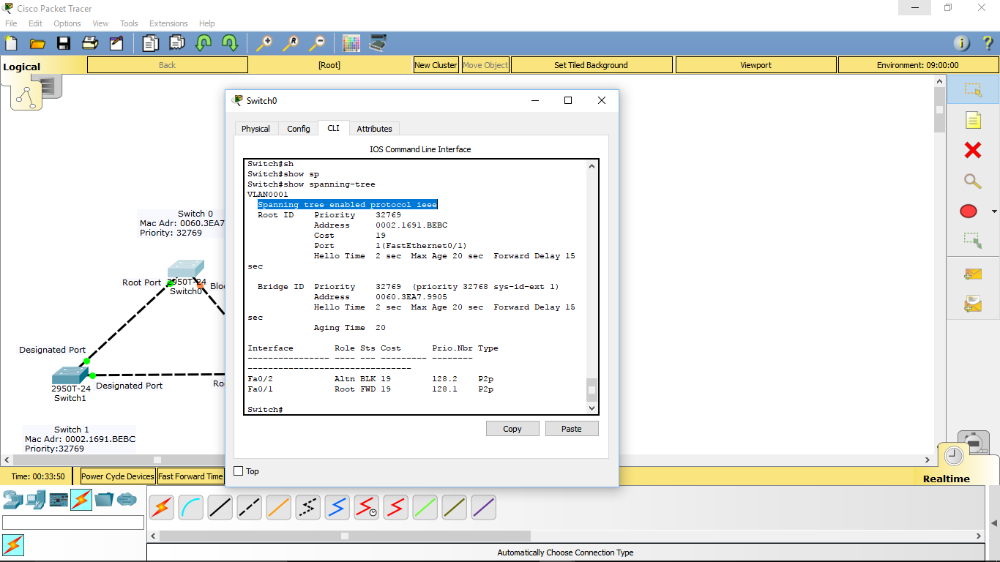 Cisco Packet Tracer
File Edit Options View Tools Extensions Help
Logical
Back
[Root]
New Cluster
Move Object
Set Tiled Background
Viewport
Environment: 09:00:00
Switch 0
Mac Adr: 0060.3EA7
Priority: 32769
Root Port
2950T-24
Switch0
Bloc
Designated Port
2950T-24
Switch1
Designated Port
Ro
Switch 1
Mac Adr: 0002.1691.BEBC
Priority:32769
Switch0
Physical Config CLI Attributes
IOS Command Line Interface
Switch#sh
Switch#show sp
Switch#show spanning-tree
VLAN0001
Spanning tree enabled protocol ieee
Root ID Priority 32769
Address 0002.1691.BEBC
Cost 19
Port 1(FastEthernet0/1)
Hello Time 2 sec Max Age 20 sec Forward Delay 15
sec
Bridge ID Priority 32769 (priority 32768 sys-id-ext 1)
Address 0060.3EA7.9905
Hello Time 2 sec Max Age 20 sec Forward Delay 15
sec
Aging Time 20
Interface Role Sts Cost Prio.Nbr Type
---------------- ---- --- --------- --------
--------------------------------
Fa0/2 Altn BLK 19 128.2 P2p
Fa0/1 Root FWD 19 128.1 P2p
Switch#
Copy
Paste
Top
Time: 00:33:50
Power Cycle Devices
Fast Forward Time
Realtime
Automatically Choose Connection Type